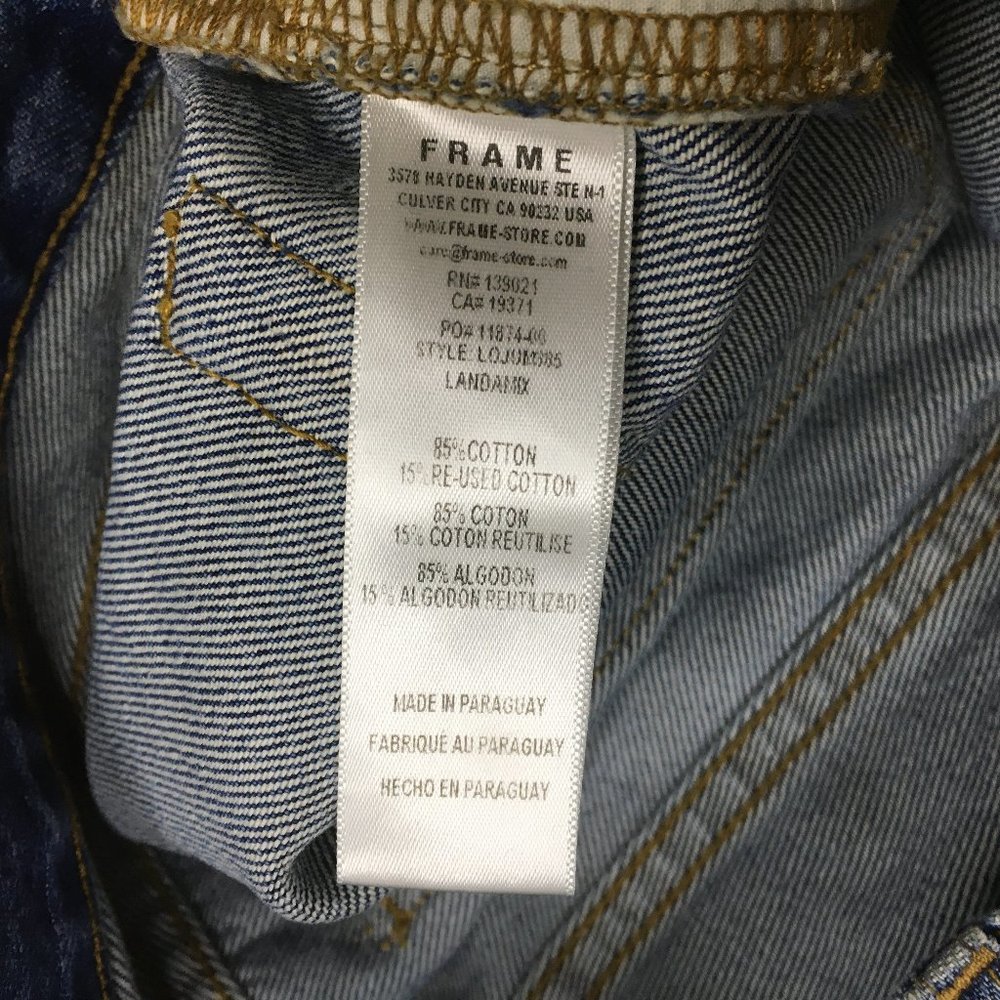 FRAME
3578 HAYDEN AVENUE STE N-1
CULVER CITY CA 90232 USA
WWW.FRAME-STORE.COM
care@frame-store.com
RN# 139021
CA# 19371
PO# 11874-06
STYLE:
LANDAMIX
85% COTTON
15% RE-USED COTTON
85% COTON
15% COTON REUTILISE
85% ALGODON
15% ALGODON REUTILIZADO
MADE IN PARAGUAY
FABRIQUE AU PARAGUAY
HECHO EN PARAGUAY